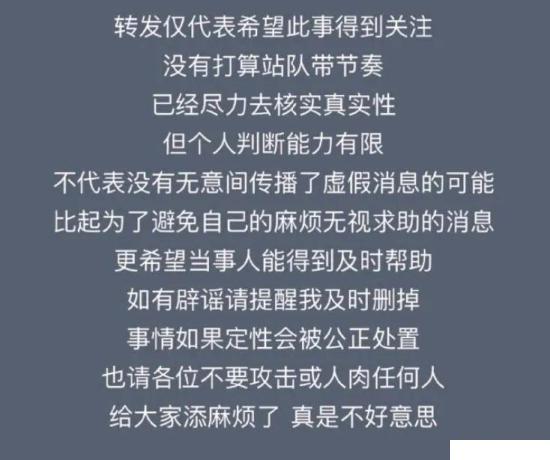 转发仅代表希望此事得到关注
没有打算站队带节奏
已经尽力去核实真实性
但个人判断能力有限
不代表没有无意间传播了虚假消息的可能
比起为了避免自己的麻烦无视求助的消息
更希望当事人能得到及时帮助
如有辟谣请提醒我及时删掉
事情如果定性会被公正处置
也请各位不要攻击或人肉任何人
给大家添麻烦了 真是不好意思